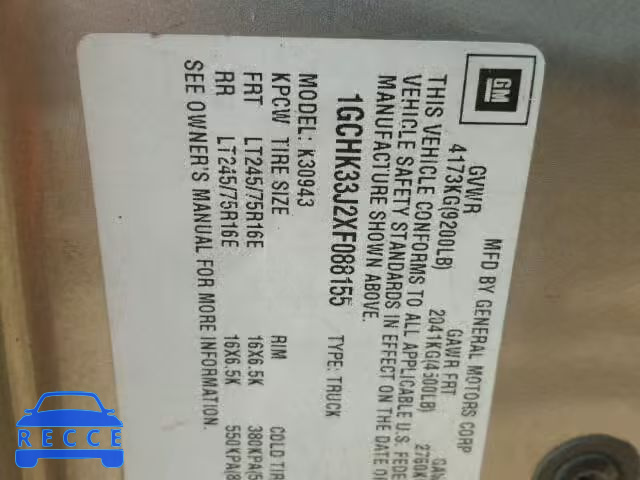 GM
MFD BY GENERAL MOTORS CORP
GVWR GAWR FRT
4173KG(9200LB) 2041KG(4500LB)
THIS VEHICLE CONFORMS TO ALL APPLICABLE U.S.
VEHICLE SAFETY STANDARDS IN EFFECT ON THE DATE
MANUFACTURE SHOWN ABOVE.
1GCHK33J2XF088155 TYPE: TRUCK
MODEL: K30943
KPCW TIRE SIZE RIM COLD
FRT LT245/75R16E 16X6.5K
RR LT245/75R16E 16X6.5K
SEE OWNER'S MANUAL FOR MORE INFORMATION.
RECCE